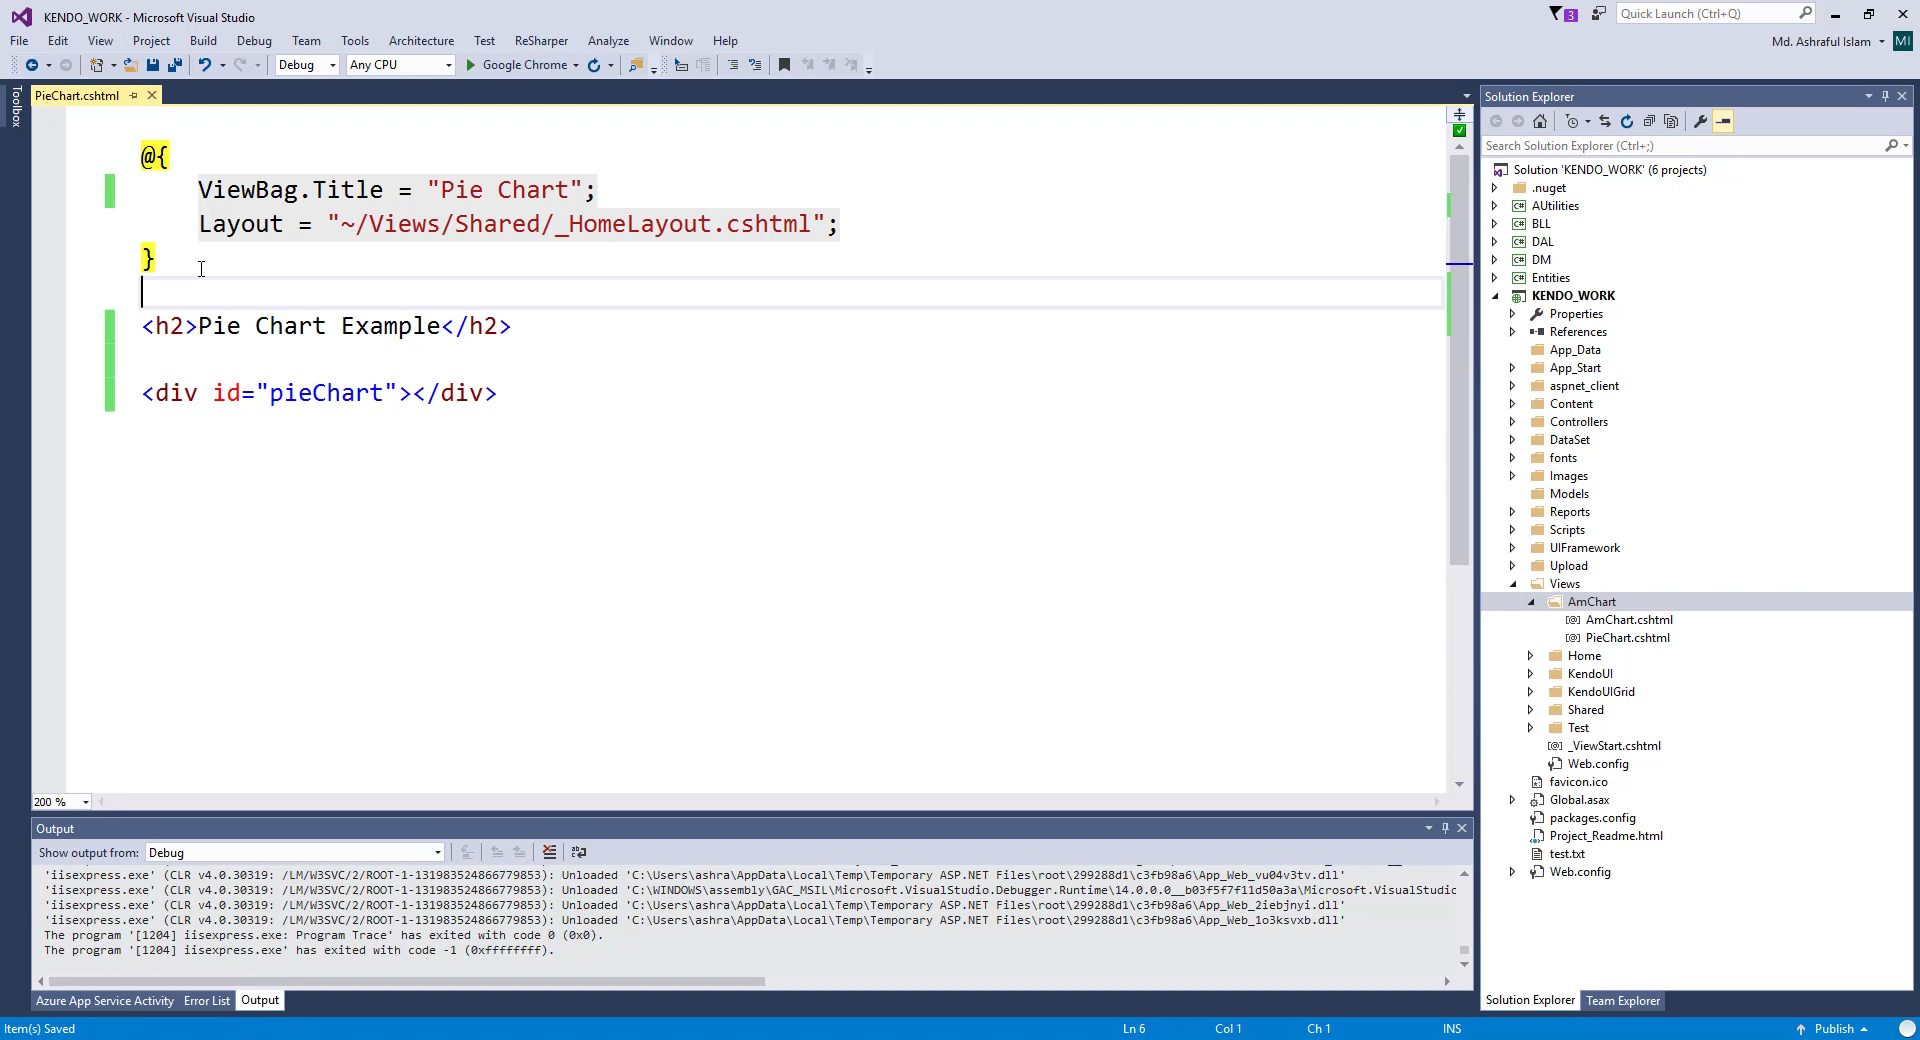 KENDO_WORK - Microsoft Visual Studio
3
Quick Launch (Ctrl+Q)
File Edit View Project Build Debug Team Tools Architecture Test ReSharper Analyze Window Help
Md. Ashraful Islam
MI
Debug
Any CPU
Google Chrome
Toolbox
PieChart.cshtml
@{
ViewBag.Title = "Pie Chart";
Layout = "~/Views/Shared/_HomeLayout.cshtml";
}
<h2>Pie Chart Example</h2>
<div id="pieChart"></div>
200 %
Output
Show output from: Debug
'iisexpress.exe' (CLR v4.0.30319: /LM/W3SVC/2/ROOT-1-131983524866779853): Unloaded 'C:\Users\ashra\AppData\Local\Temp\Temporary ASP.NET Files\root\299288d1\c3fb98a6\App_Web_vu04v3tv.dll'
'iisexpress.exe' (CLR v4.0.30319: /LM/W3SVC/2/ROOT-1-131983524866779853): Unloaded 'C:\WINDOWS\assembly\GAC_MSIL\Microsoft.VisualStudio.Debugger.Runtime\14.0.0.0__b03f5f7f11d50a3a\Microsoft.VisualStudio
'iisexpress.exe' (CLR v4.0.30319: /LM/W3SVC/2/ROOT-1-131983524866779853): Unloaded 'C:\Users\ashra\AppData\Local\Temp\Temporary ASP.NET Files\root\299288d1\c3fb98a6\App_Web_2iebjnyi.dll'
'iisexpress.exe' (CLR v4.0.30319: /LM/W3SVC/2/ROOT-1-131983524866779853): Unloaded 'C:\Users\ashra\AppData\Local\Temp\Temporary ASP.NET Files\root\299288d1\c3fb98a6\App_Web_1o3ksvxb.dll'
The program '[1204] iisexpress.exe: Program Trace' has exited with code 0 (0x0).
The program '[1204] iisexpress.exe' has exited with code -1 (0xffffffff).
Azure App Service Activity Error List Output
Solution Explorer
Search Solution Explorer (Ctrl+;)
Solution 'KENDO_WORK' (6 projects)
.nuget
AUtilities
BLL
DAL
DM
Entities
KENDO_WORK
Properties
References
App_Data
App_Start
aspnet_client
Content
Controllers
DataSet
fonts
Images
Models
Reports
Scripts
UIFramework
Upload
Views
AmChart
AmChart.cshtml
PieChart.cshtml
Home
KendoUI
KendoUIGrid
Shared
Test
_ViewStart.cshtml
Web.config
favicon.ico
Global.asax
packages.config
Project_Readme.html
test.txt
Web.config
Solution Explorer Team Explorer
Item(s) Saved
Ln 6 Col 1 Ch 1 INS
Publish